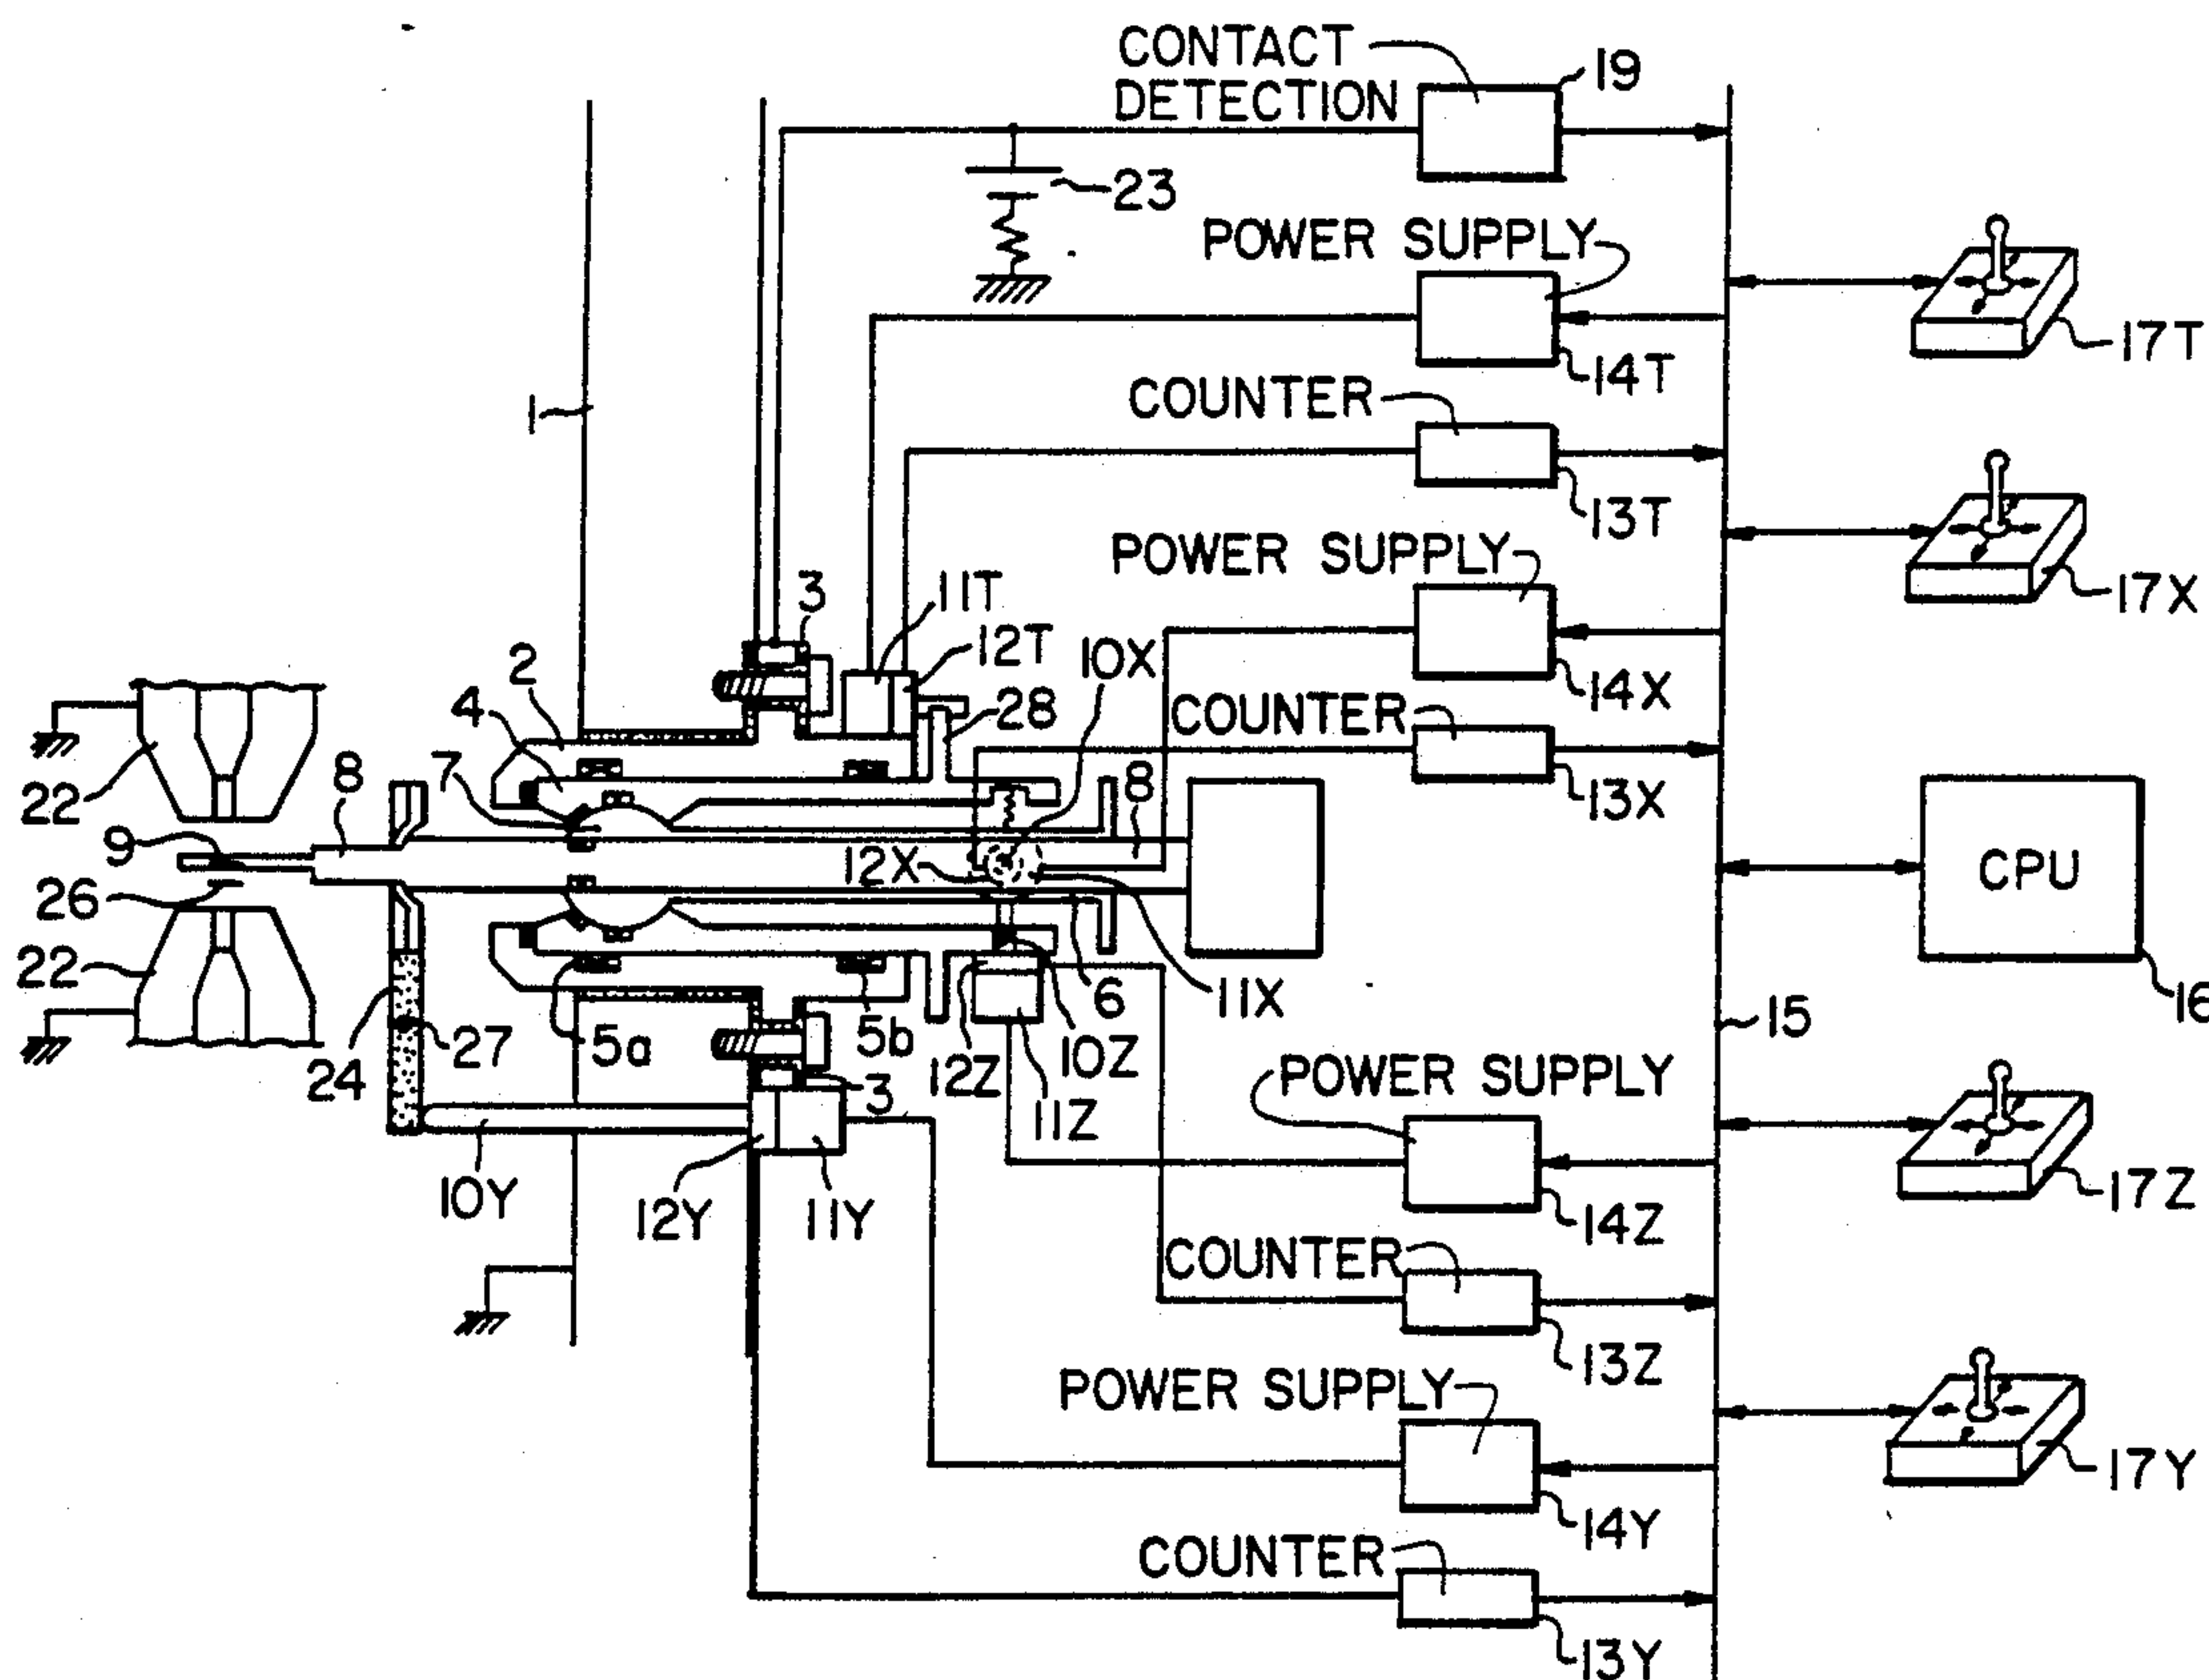 CONTACT
DETECTION
19
23
POWER SUPPLY
14T
17T
COUNTER
1
13T
POWER SUPPLY
17X
3
11T
12T
10X
14X
2
4
28
COUNTER
13X
7
8
22
8
9
12X
CPU
26
22
6
11X
16
15
24
27
5a
5b
12Z
10Z
11Z
3
POWER SUPPLY
17Z
10Y
12Y
11Y
14Z
COUNTER
13Z
POWER SUPPLY
17Y
14Y
COUNTER
13Y